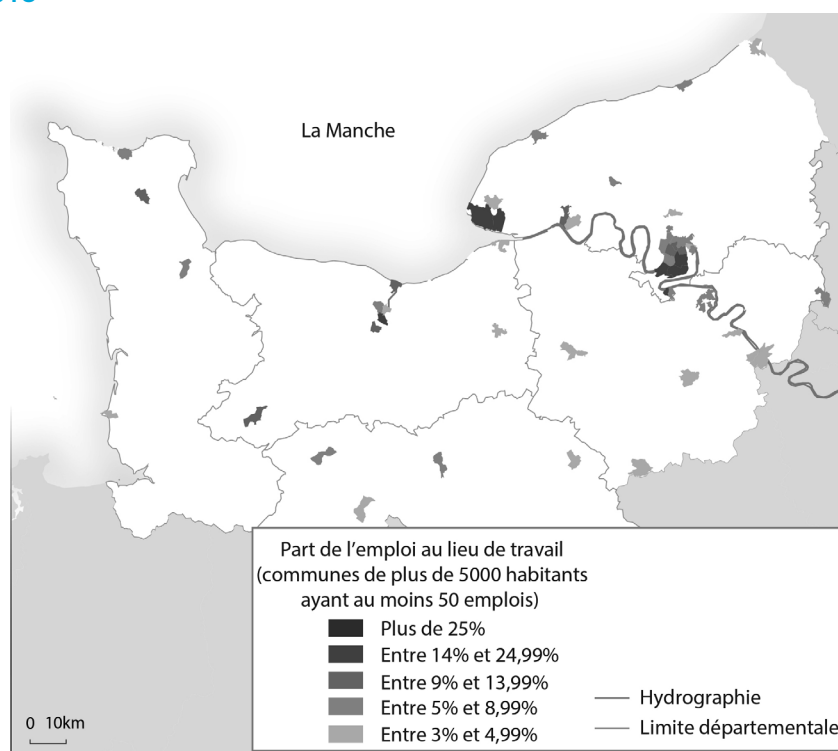 La Manche
Part de l'emploi au lieu de travail
(communes de plus de 5000 habitants
ayant au moins 50 emplois)
Plus de 25%
Entre 14% et 24,99%
Entre 9% et 13,99%
Entre 5% et 8,99%
Entre 3% et 4,99%
Hydrographie
Limite départementale
0 10km